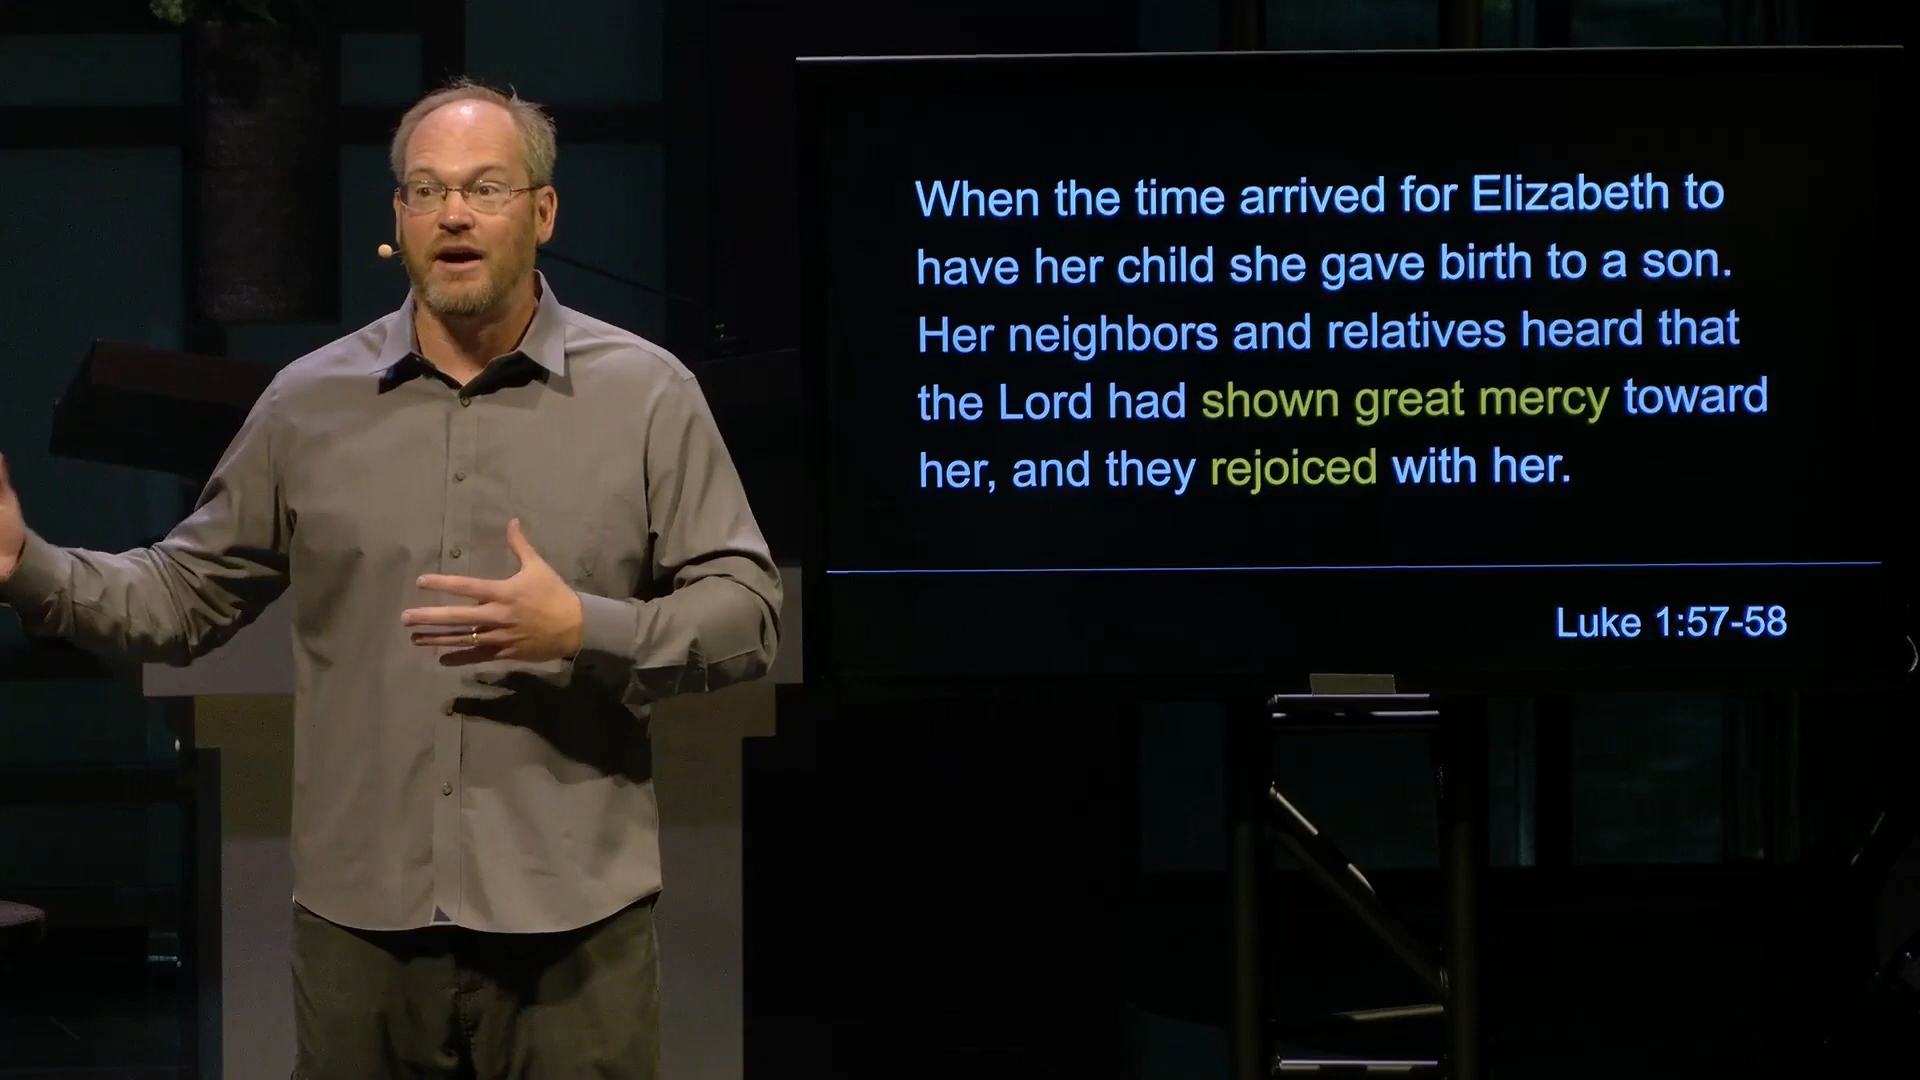 When the time arrived for Elizabeth to
have her child she gave birth to a son.
Her neighbors and relatives heard that
the Lord had shown great mercy toward
her, and they rejoiced with her.
Luke 1:57-58